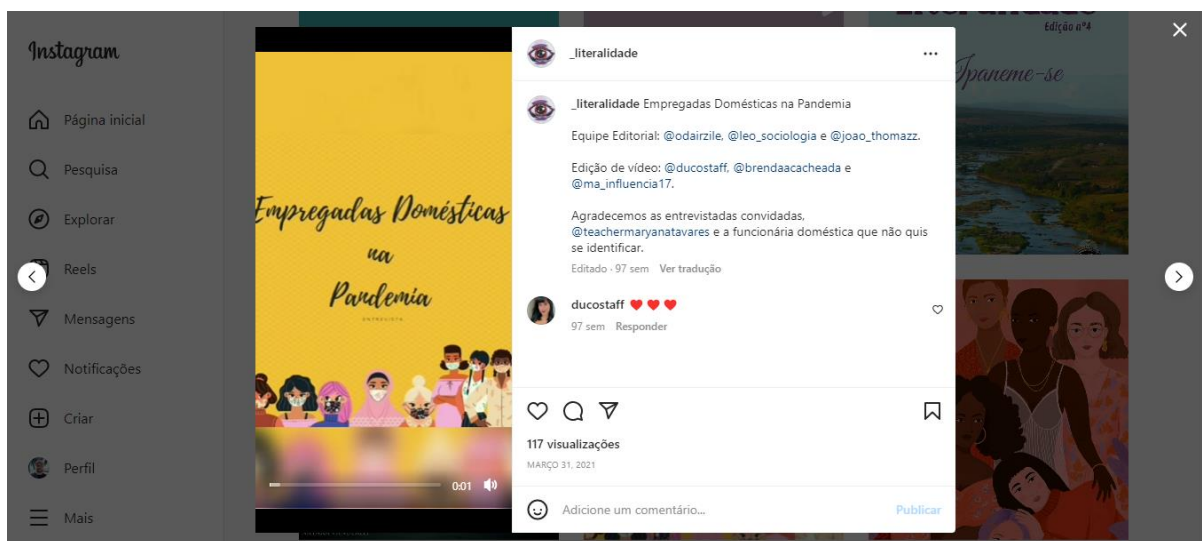 Instagram
Página inicial
Pesquisa
Explorar
Reels
Mensagens
Notificações
Criar
Perfil
Mais
Empregadas Domésticas
na
Pandemia
ENTREVISTA
0:01
_literalidade
_literalidade Empregadas Domésticas na Pandemia
Equipe Editorial: @odairzile, @leo_sociologia e @joao_thomazz.
Edição de vídeo: @ducostaff, @brendaacacheada e
@ma_influencia17.
Agradecemos as entrevistadas convidadas,
@teachermaryanatavares e a funcionária doméstica que não quis
se identificar.
Editado · 97 sem Ver tradução
ducostaff ❤️❤️❤️
97 sem Responder
117 visualizações
MARÇO 31, 2021
Adicione um comentário...
Publicar
Edição nº4
Ipaneme-se